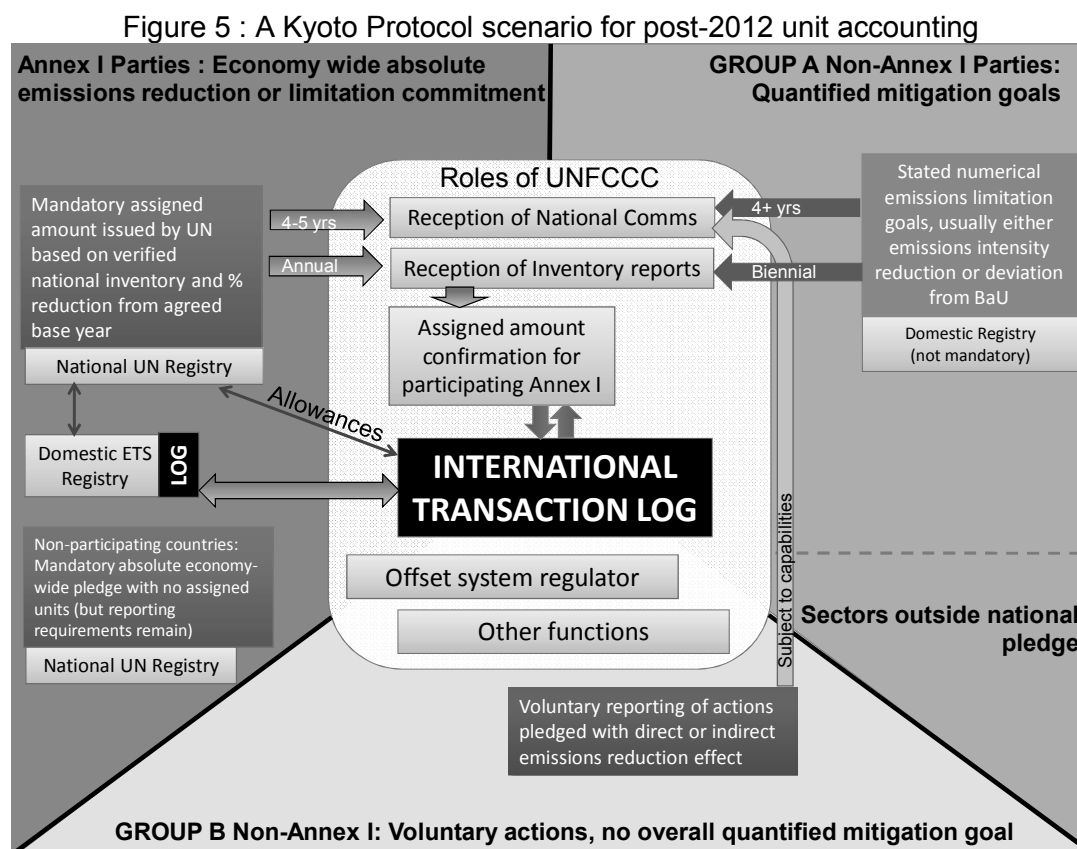 Figure 5 : A Kyoto Protocol scenario for post-2012 unit accounting
Annex I Parties : Economy wide absolute
emissions reduction or limitation commitment
GROUP A Non-Annex I Parties:
Quantified mitigation goals
Roles of UNFCCC
Mandatory assigned
amount issued by UN
based on verified
national inventory and %
reduction from agreed
base year
National UN Registry
4-5 yrs
Annual
Reception of National Comms
Reception of Inventory reports
Assigned amount
confirmation for
participating Annex I
4+ yrs
Biennial
Stated numerical
emissions limitation
goals, usually either
emissions intensity
reduction or deviation
from BaU
Domestic Registry
(not mandatory)
Allowances
Domestic ETS
Registry
LOG
INTERNATIONAL
TRANSACTION LOG
Non-participating countries:
Mandatory absolute economy-
wide pledge with no assigned
units (but reporting
requirements remain)
National UN Registry
Offset system regulator
Other functions
Subject to capabilities
Sectors outside national
pledge
Voluntary reporting of actions
pledged with direct or indirect
emissions reduction effect
GROUP B Non-Annex I: Voluntary actions, no overall quantified mitigation goal